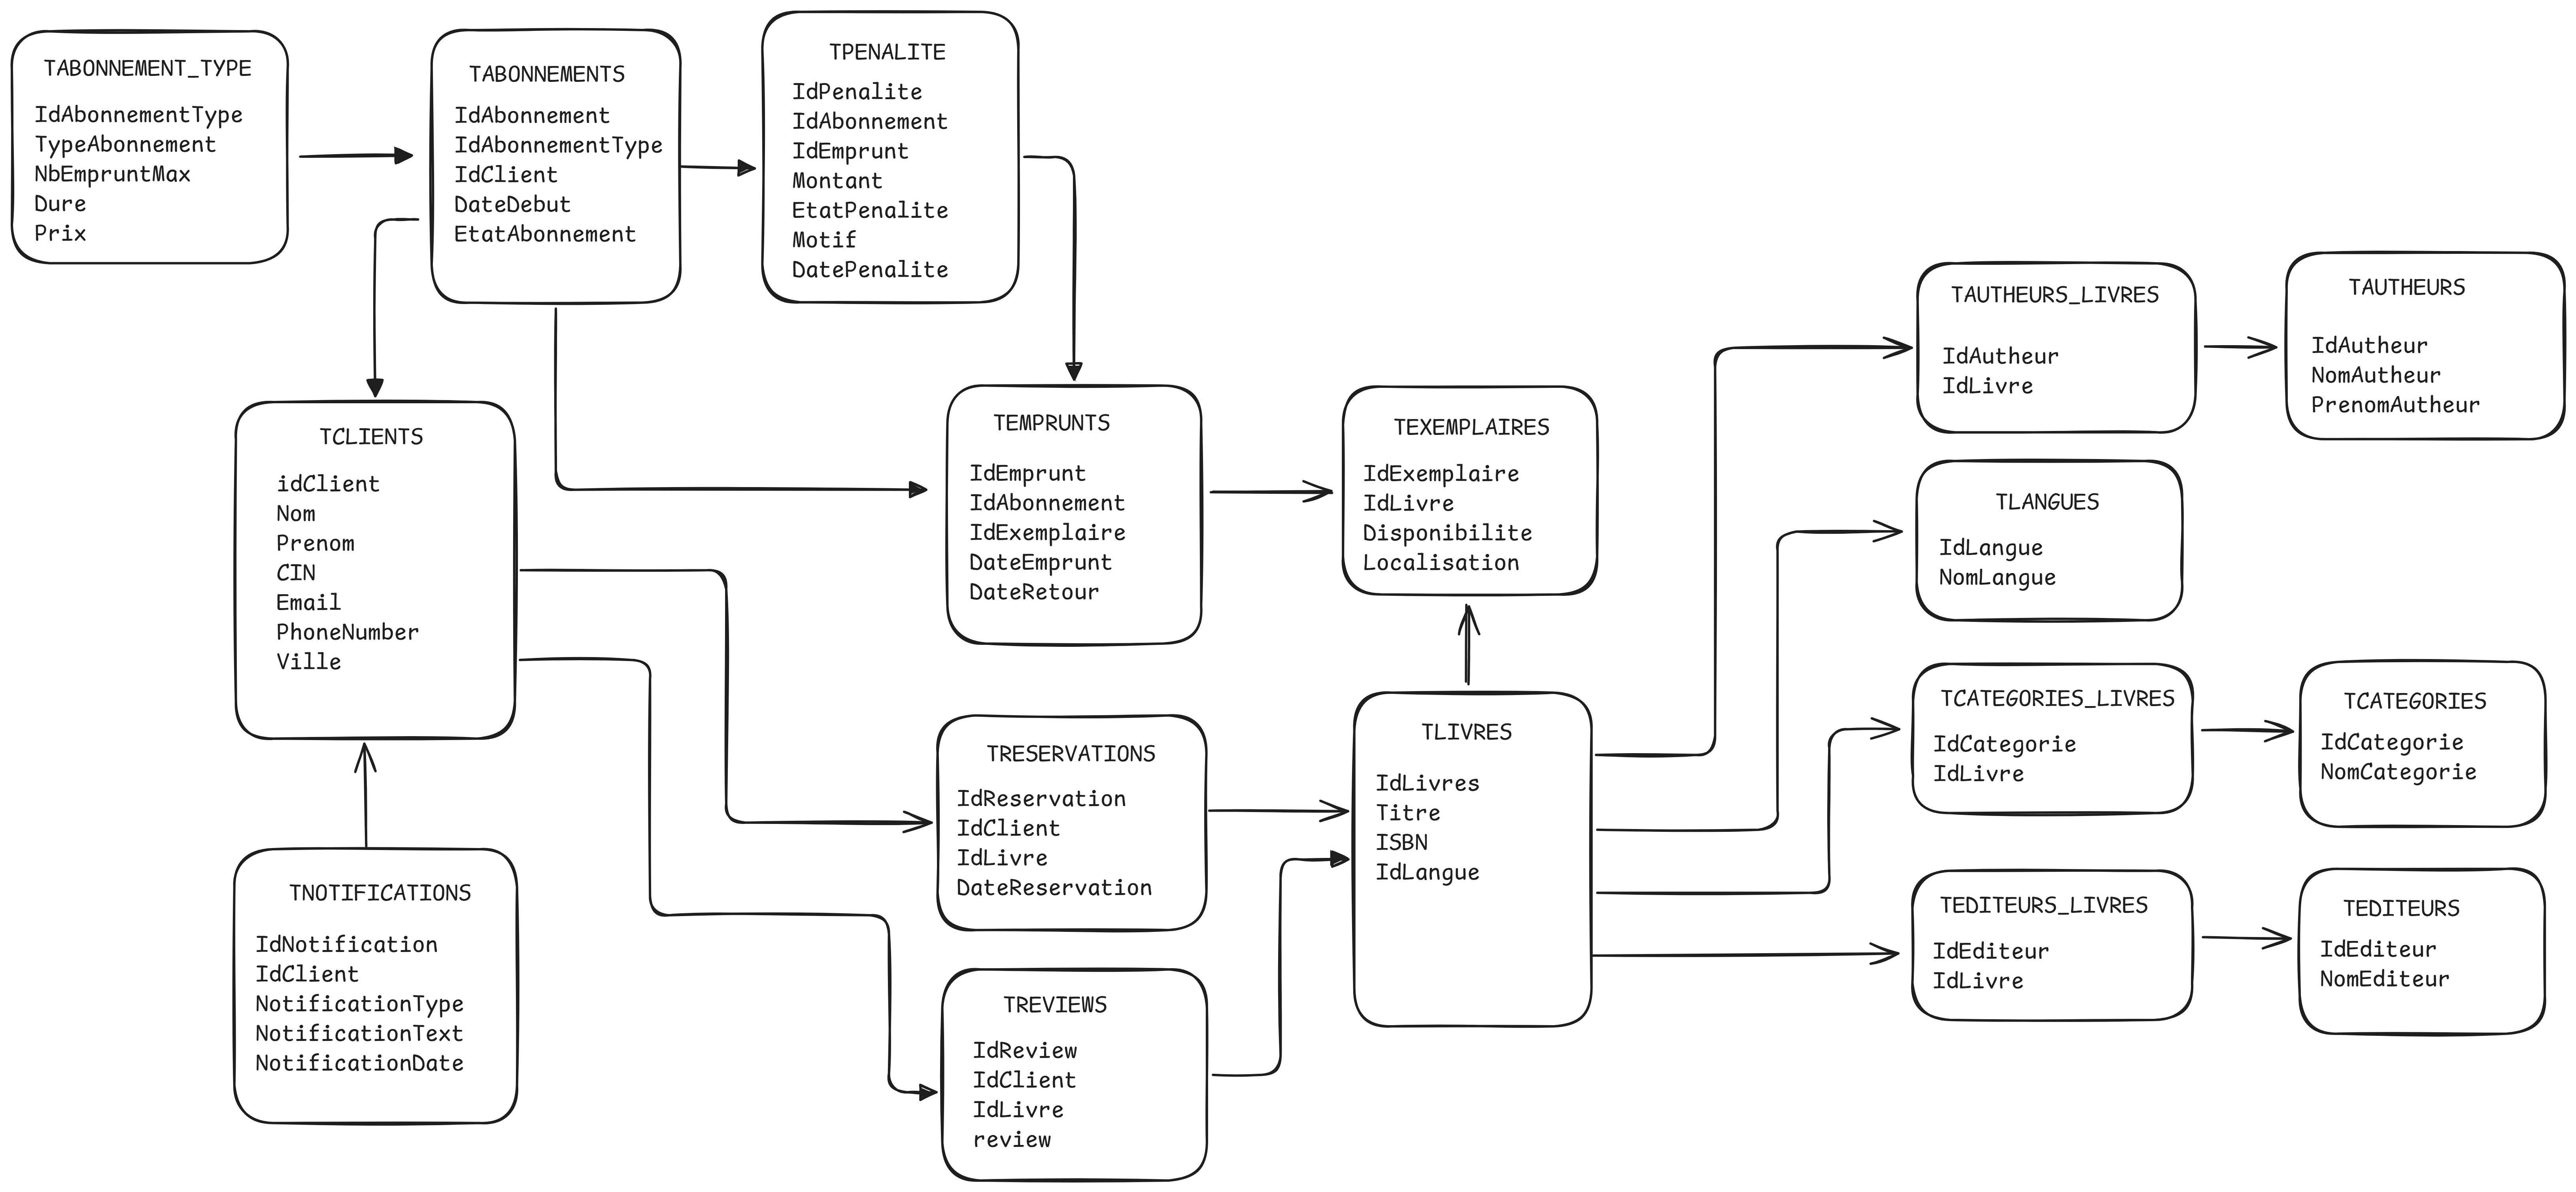 TABONNEMENT_TYPE
IdAbonnementType
TypeAbonnement
NbEmpruntMax
Dure
Prix
TABONNEMENTS
IdAbonnement
IdAbonnementType
IdClient
DateDebut
EtatAbonnement
TPENALITE
IdPenalite
IdAbonnement
IdEmprunt
Montant
EtatPenalite
Motif
DatePenalite
TCLIENTS
idClient
Nom
Prenom
CIN
Email
PhoneNumber
Ville
TEMPRUNTS
IdEmprunt
IdAbonnement
IdExemplaire
DateEmprunt
DateRetour
TEXEMPLAIRES
IdExemplaire
IdLivre
Disponibilite
Localisation
TAUTHEURS_LIVRES
IdAutheur
IdLivre
TAUTHEURS
IdAutheur
NomAutheur
PrenomAutheur
TLANGUES
IdLangue
NomLangue
TNOTIFICATIONS
IdNotification
IdClient
NotificationType
NotificationText
NotificationDate
TRESERVATIONS
IdReservation
IdClient
IdLivre
DateReservation
TREVIEWS
IdReview
IdClient
IdLivre
review
TLIVRES
IdLivres
Titre
ISBN
IdLangue
TCATEGORIES_LIVRES
IdCategorie
IdLivre
TCATEGORIES
IdCategorie
NomCategorie
TEDITEURS_LIVRES
IdEditeur
IdLivre
TEDITEURS
IdEditeur
NomEditeur